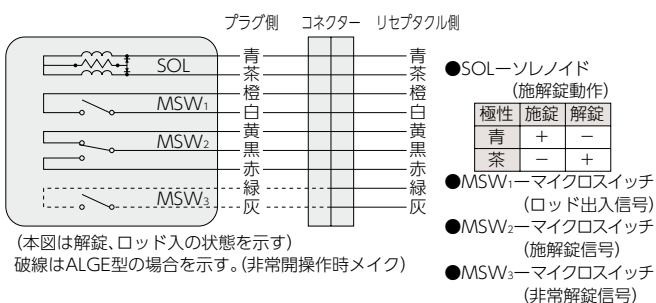 プラグ側 コネクター リセプタクル側
SOL 青 青
茶 茶
MSW₁ 橙 橙
白 白
MSW₂ 黄 黄
黒 黒
赤 赤
MSW₃ 緑 緑
灰 灰
(本図は解錠、ロッド入の状態を示す)
破線はALGE型の場合を示す。(非常開操作時メイク)
●SOLーソレノイド
(施解錠動作)
極性 施錠 解錠
青 + −
茶 − +
●MSW₁ーマイクロスイッチ
(ロッド出入信号)
●MSW₂ーマイクロスイッチ
(施解錠信号)
●MSW₃ーマイクロスイッチ
(非常解錠信号)